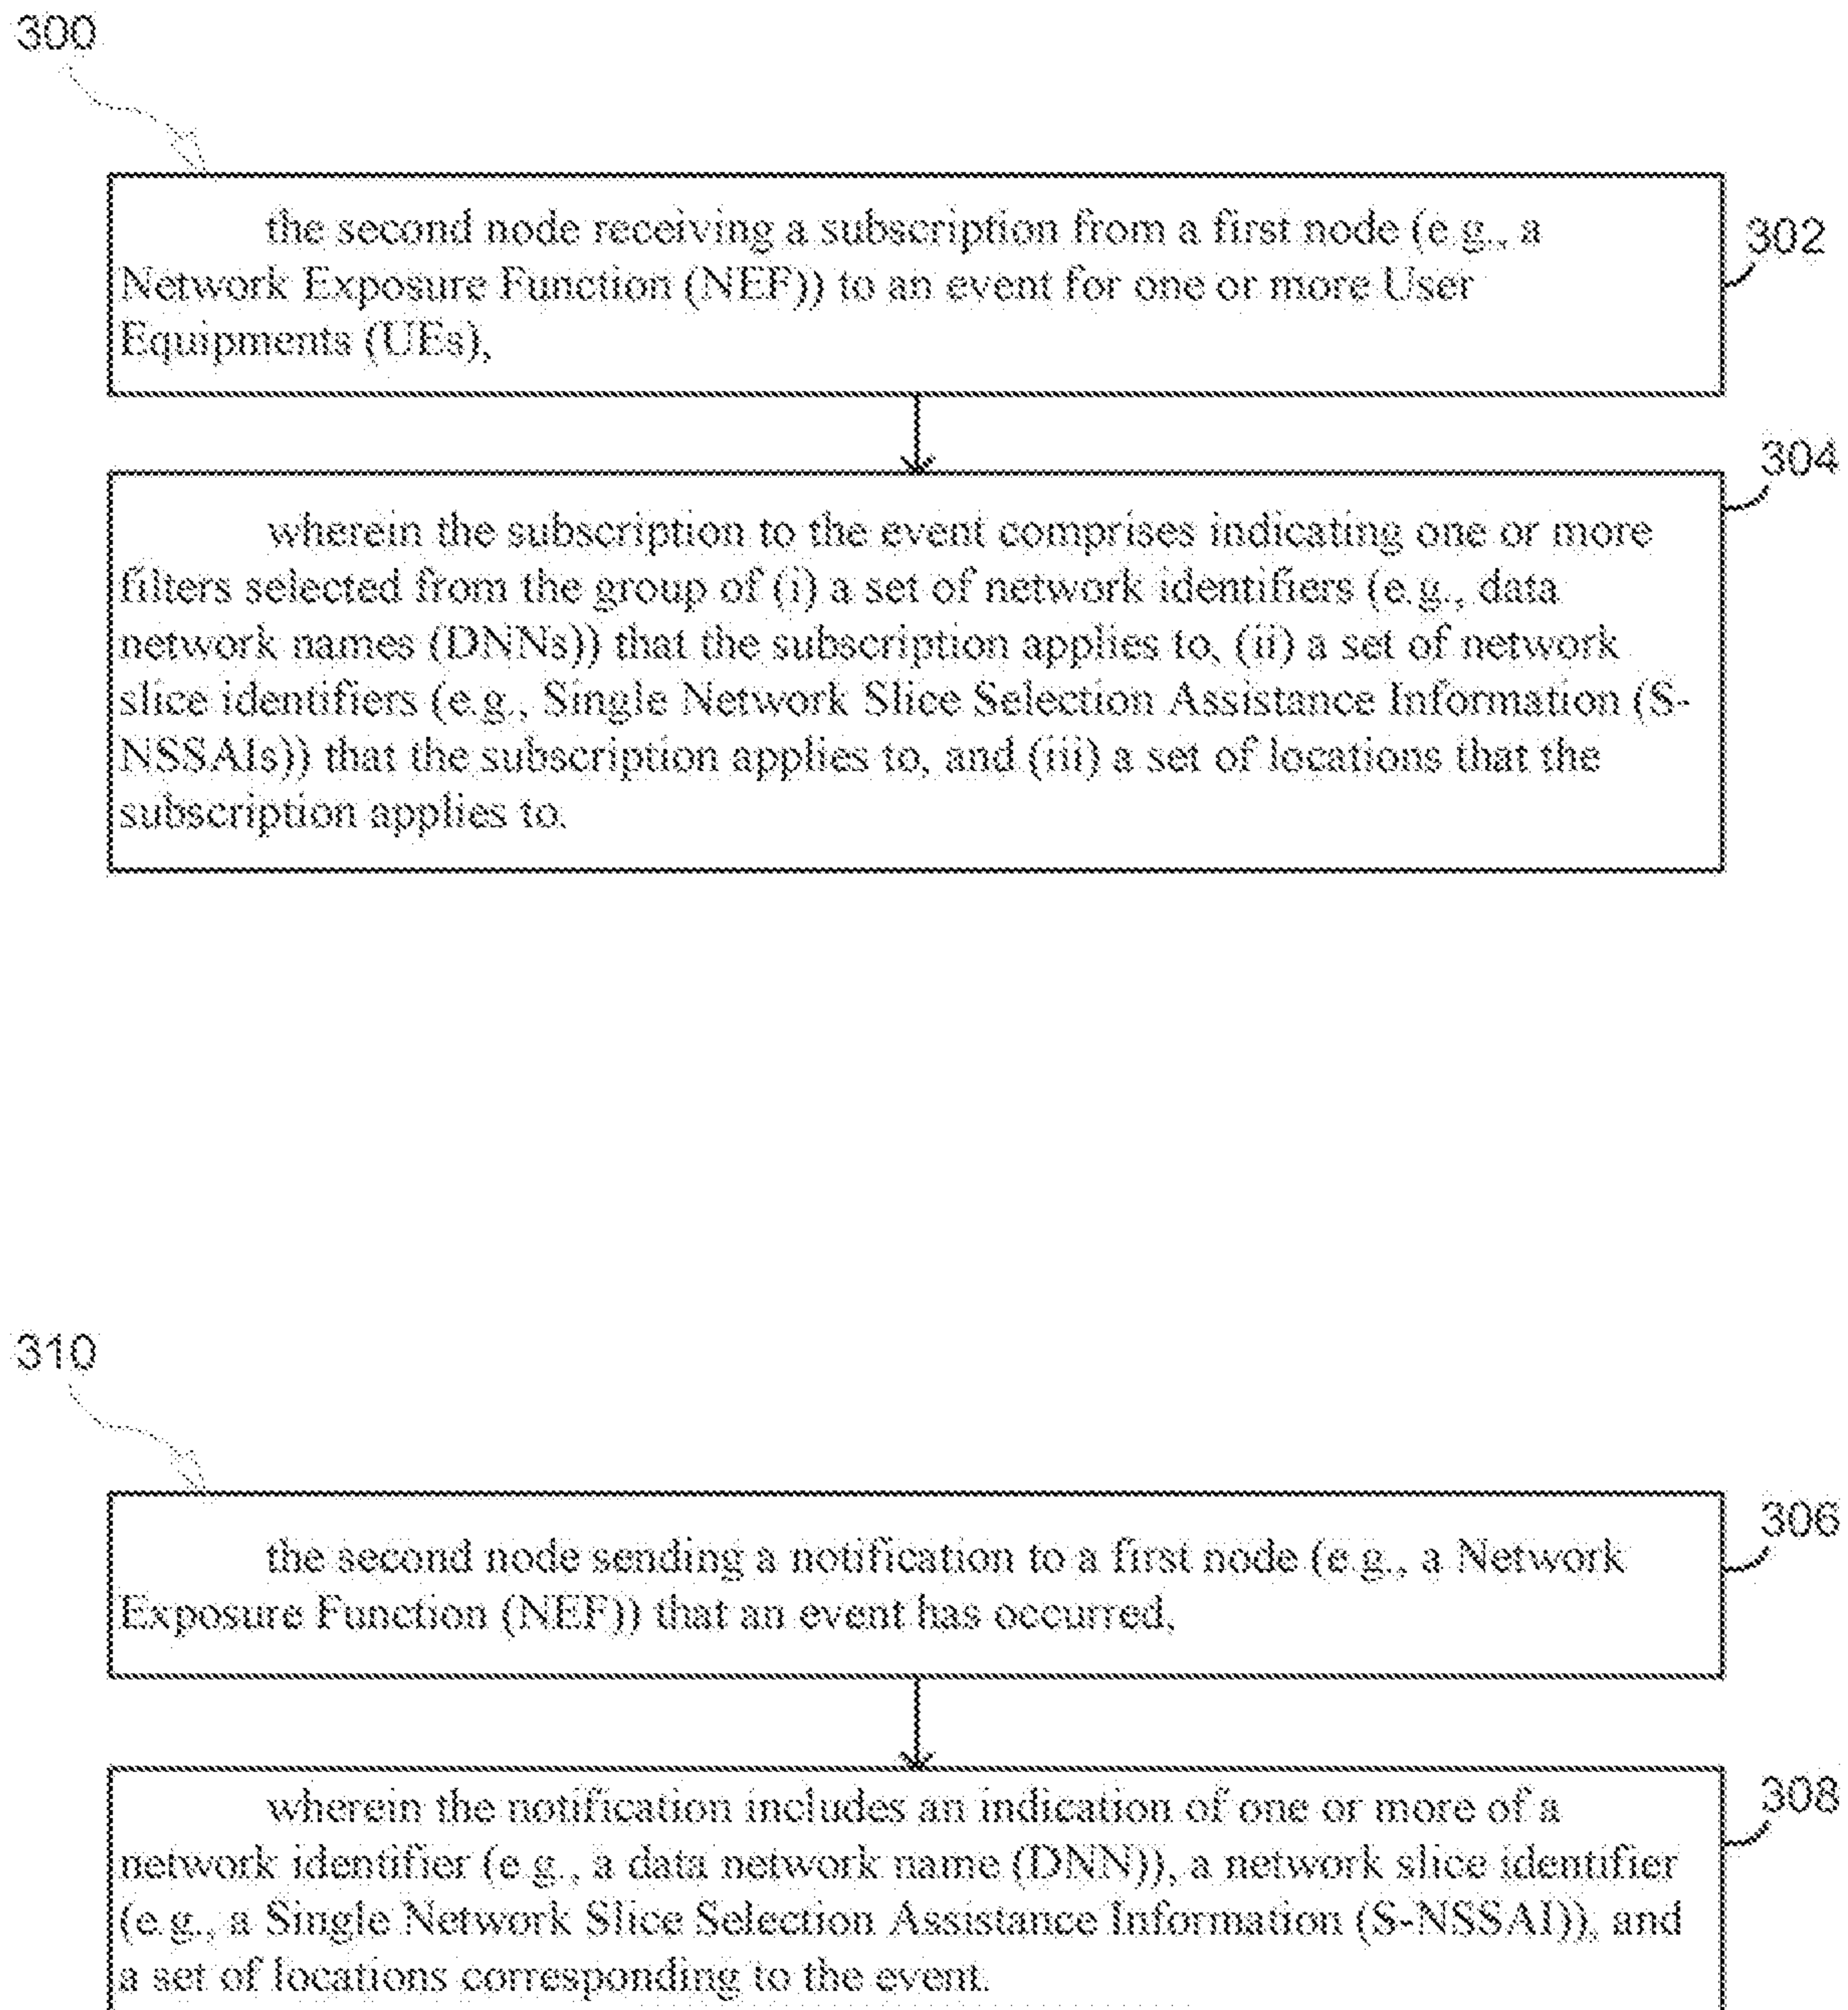 300
the second node receiving a subscription from a first node (e.g., a
302
Network Exposure Function (NEF)) to an event for one or more User
Equipments (UEs),
304
wherein the subscription to the event comprises indicating one or more
filters selected from the group of (i) a set of network identifiers (e.g., data
network names (DNNs)) that the subscription applies to, (ii) a set of network
slice identifiers (e.g., Single Network Slice Selection Assistance Information (S-
NSSAIs)) that the subscription applies to, and (iii) a set of locations that the
subscription applies to.
310
306
the second node sending a notification to a first node (e.g., a Network
Exposure Function (NEF)) that an event has occurred,
308
wherein the notification includes an indication of one or more of a
network identifier (e.g., a data network name (DNN)), a network slice identifier
(e.g., a Single Network Slice Selection Assistance Information (S-NSSAI)), and
a set of locations corresponding to the event.